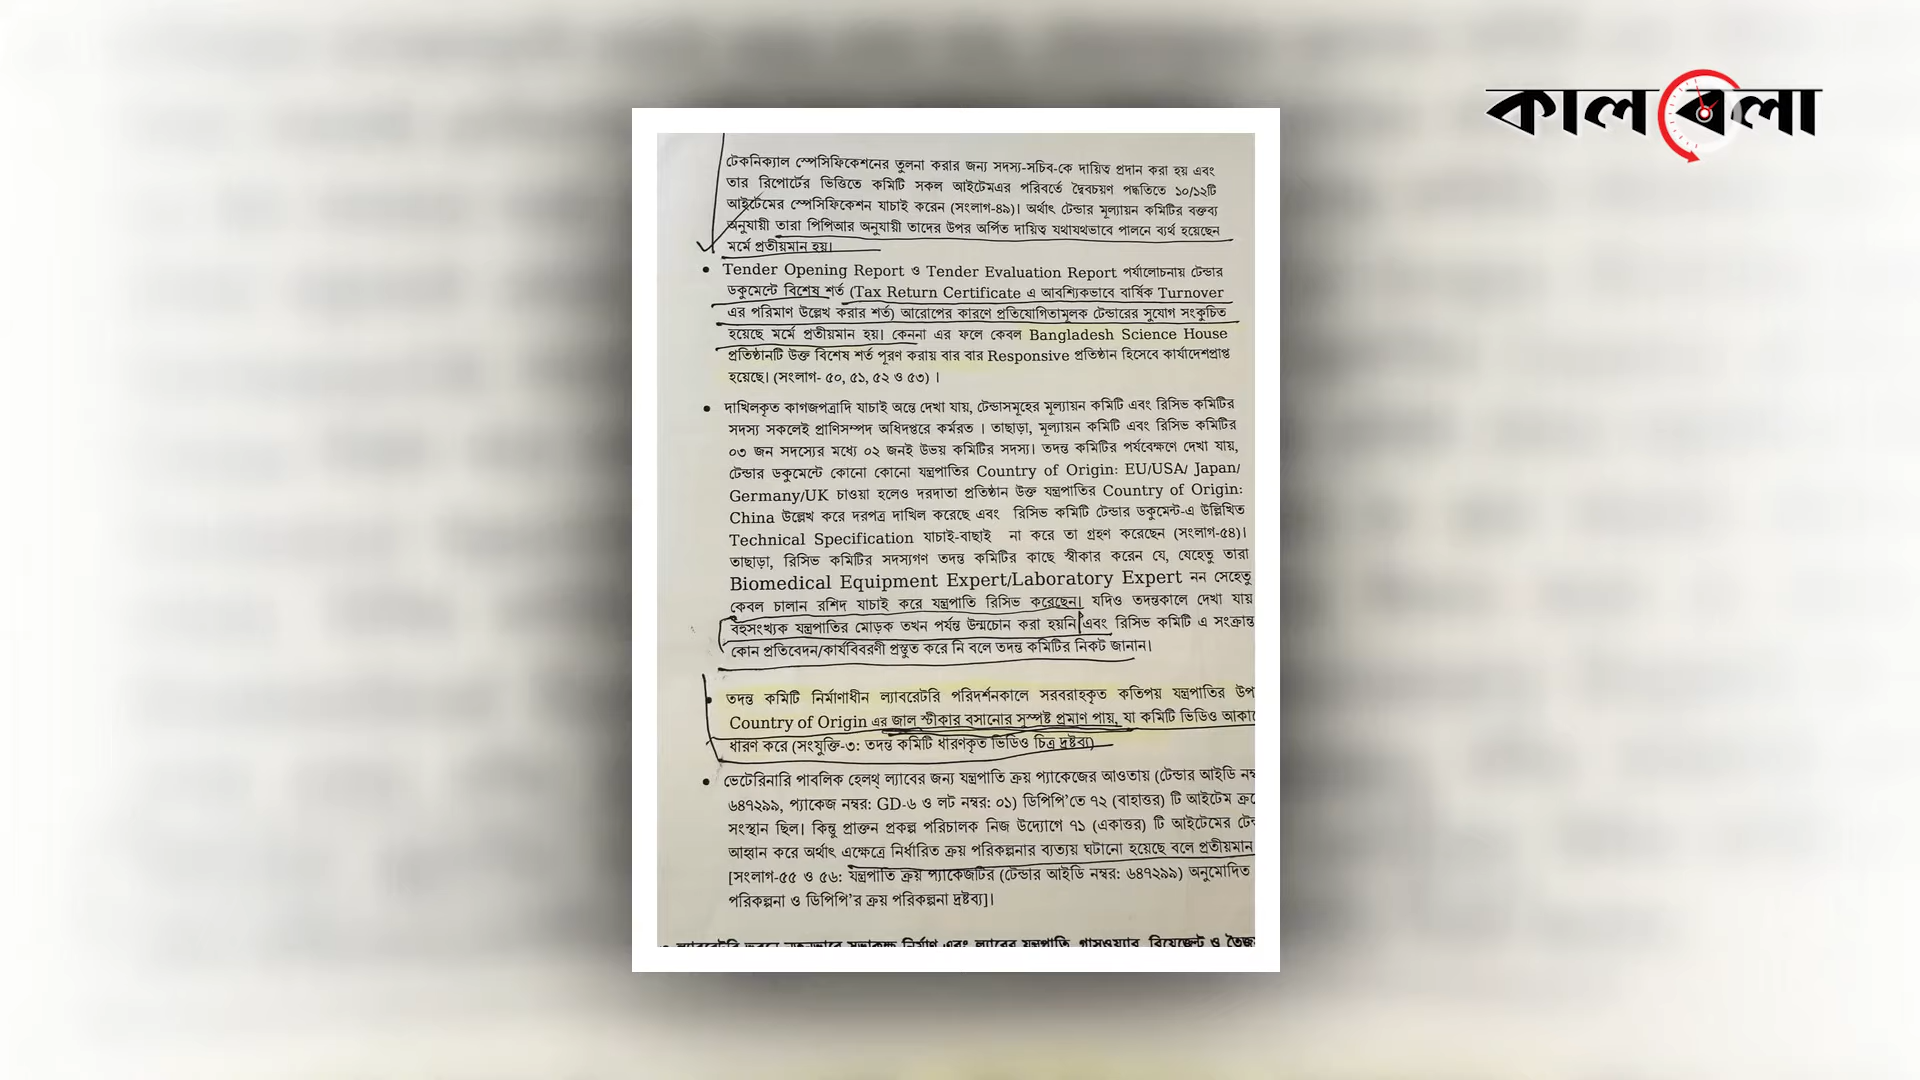 কালবেলা
টেকনিক্যাল স্পেসিফিকেশনের তুলনা করার জন্য সদস্য-সচিব-কে দায়িত্ব প্রদান করা হয় এবং
তার রিপোর্টের ভিত্তিতে কমিটি সকল আইটেমএর পরিবর্তে দ্বৈবচয়ণ পদ্ধতিতে ১০/১২টি
আইটেমের স্পেসিফিকেশন যাচাই করেন (সংলাগ-৪৯)। অর্থাৎ টেন্ডার মূল্যায়ন কমিটির বক্তব্য
অনুযায়ী তারা পিপিআর অনুযায়ী তাদের উপর অর্পিত দায়িত্ব যথাযথভাবে পালনে ব্যর্থ হয়েছেন
মর্মে প্রতীয়মান হয়।
• Tender Opening Report ও Tender Evaluation Report পর্যালোচনায় টেন্ডার
ডকুমেন্টে বিশেষ শর্ত (Tax Return Certificate এ আবশ্যিকভাবে বার্ষিক Turnover
এর পরিমাণ উল্লেখ করার শর্ত) আরোপের কারণে প্রতিযোগিতামূলক টেন্ডারের সুযোগ সংকুচিত
হয়েছে মর্মে প্রতীয়মান হয়। কেননা এর ফলে কেবল Bangladesh Science House
প্রতিষ্ঠানটি উক্ত বিশেষ শর্ত পূরণ করায় বার বার Responsive প্রতিষ্ঠান হিসেবে কার্যাদেশপ্রাপ্ত
হয়েছে। (সংলাগ- ৫০, ৫১, ৫২ ও ৫৩) ।
• দাখিলকৃত কাগজপত্রাদি যাচাই অন্তে দেখা যায়, টেন্ডাসমূহের মূল্যায়ন কমিটি এবং রিসিভ কমিটির
সদস্য সকলেই প্রাণিসম্পদ অধিদপ্তরে কর্মরত । তাছাড়া, মূল্যায়ন কমিটি এবং রিসিভ কমিটির
০৩ জন সদস্যের মধ্যে ০২ জনই উভয় কমিটির সদস্য। তদন্ত কমিটির পর্যবেক্ষণে দেখা যায়,
টেন্ডার ডকুমেন্টে কোনো কোনো যন্ত্রপাতির Country of Origin: EU/USA/ Japan/
Germany/UK চাওয়া হলেও দরদাতা প্রতিষ্ঠান উক্ত যন্ত্রপাতির Country of Origin:
China উল্লেখ করে দরপত্র দাখিল করেছে এবং রিসিভ কমিটি টেন্ডার ডকুমেন্ট-এ উল্লিখিত
Technical Specification যাচাই-বাছাই না করে তা গ্রহণ করেছেন (সংলাগ-৫৪)।
তাছাড়া, রিসিভ কমিটির সদস্যগণ তদন্ত কমিটির কাছে স্বীকার করেন যে, যেহেতু তারা
Biomedical Equipment Expert/Laboratory Expert নন সেহেতু
কেবল চালান রশিদ যাচাই করে যন্ত্রপাতি রিসিভ করেছেন। যদিও তদন্তকালে দেখা যায়
বহুসংখ্যক যন্ত্রপাতির মোড়ক তখন পর্যন্ত উন্মচোন করা হয়নি এবং রিসিভ কমিটি এ সংক্রান্ত
কোন প্রতিবেদন/কার্যবিবরণী প্রস্তুত করে নি বলে তদন্ত কমিটির নিকট জানান।
• তদন্ত কমিটি নির্মাণাধীন ল্যাবরেটরি পরিদর্শনকালে সরবরাহকৃত কতিপয় যন্ত্রপাতির উপ
Country of Origin এর জাল স্টীকার বসানোর সুস্পষ্ট প্রমাণ পায়, যা কমিটি ভিডিও আকা
ধারণ করে (সংযুক্তি-৩: তদন্ত কমিটি ধারণকৃত ভিডিও চিত্র দ্রষ্টব্য)
• ভেটেরিনারি পাবলিক হেলথ্ ল্যাবের জন্য যন্ত্রপাতি ক্রয় প্যাকেজের আওতায় (টেন্ডার আইডি নম্ব
৬৪৭২৯৯, প্যাকেজ নম্বর: GD-৬ ও লট নম্বর: ০১) ডিপিপি'তে ৭২ (বাহাত্তর) টি আইটেম ক্রয়ে
সংস্থান ছিল। কিন্তু প্রাক্তন প্রকল্প পরিচালক নিজ উদ্যোগে ৭১ (একাত্তর) টি আইটেমের টেন্
আহ্বান করে অর্থাৎ এক্ষেত্রে নির্ধারিত ক্রয় পরিকল্পনার ব্যত্যয় ঘটানো হয়েছে বলে প্রতীয়মান
[সংলাগ-৫৫ ও ৫৬: যন্ত্রপাতি ক্রয় প্যাকেজটির (টেন্ডার আইডি নম্বর: ৬৪৭২৯৯) অনুমোদিত
পরিকল্পনা ও ডিপিপি'র ক্রয় পরিকল্পনা দ্রষ্টব্য]।